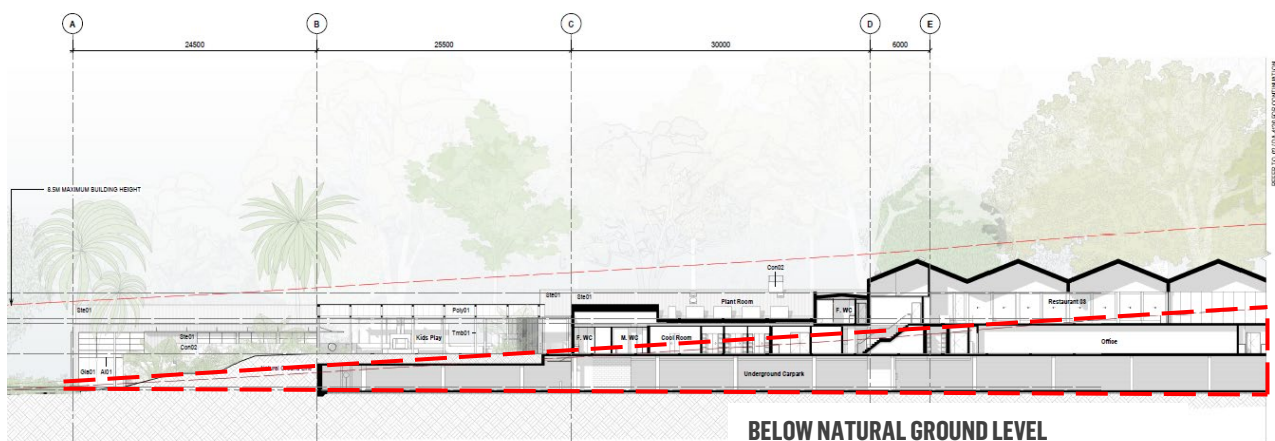 A
B
C
D
E
24500
25500
30000
6000
8.5M MAXIMUM BUILDING HEIGHT
Con02
Ste01
Ste01
Ste01
Plant Room
Restaurant 08
Poly01
F. WC
Ste01
Con02
Kids Play
Tmb01
F. WC
M. WC
Cool Room
Office
Gls01
Al01
Underground Carpark
BELOW NATURAL GROUND LEVEL